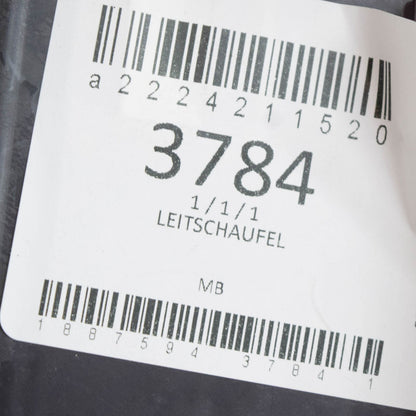 a2224211520
3784
1/1/1
LEITSCHAUFEL
MB
1887594 3784 1